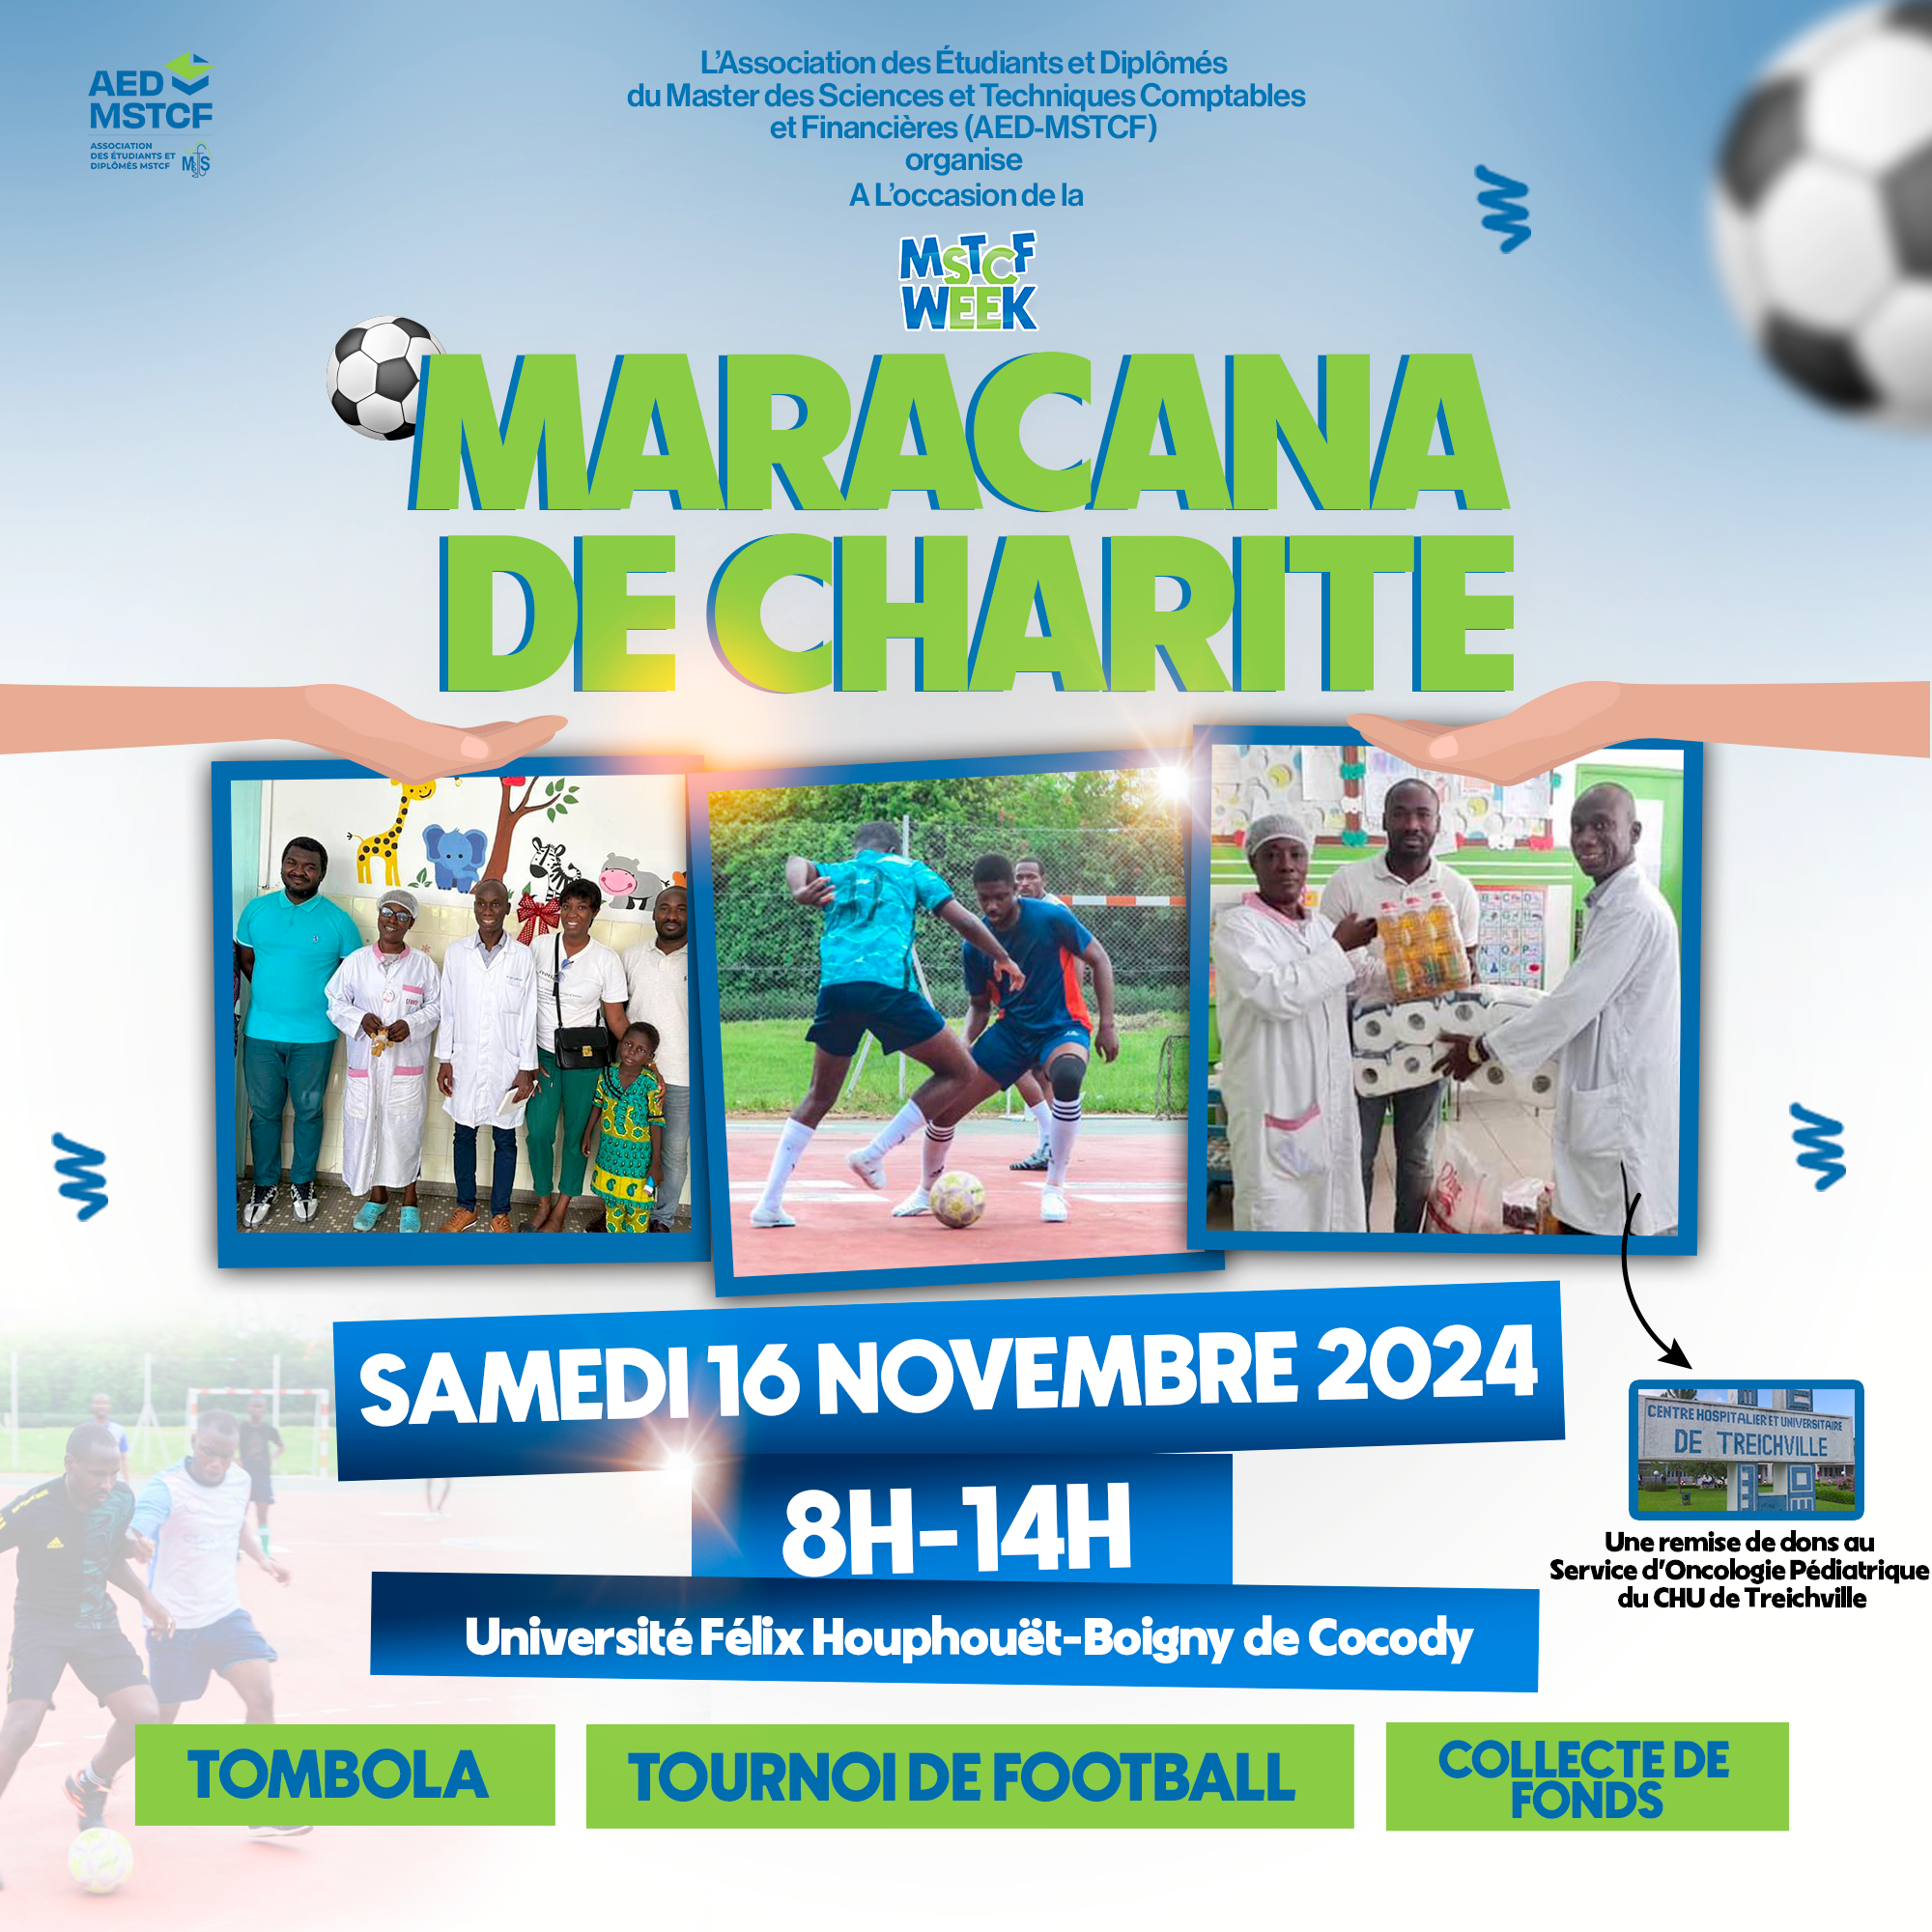 AED
MSTCF
ASSOCIATION
DES ÉTUDIANTS ET
DIPLÔMÉS MSTCF
L'Association des Étudiants et Diplômés
du Master des Sciences et Techniques Comptables
et Financières (AED-MSTCF)
organise
A L'occasion de la
MSTCF
WEEK
MARACANA
DE CHARITE
SAMEDI 16 NOVEMBRE 2024
8H-14H
Université Félix Houphouët-Boigny de Cocody
CENTRE HOSPITALIER ET UNIVERSITAIRE
DE TREICHVILLE
Une remise de dons au
Service d'Oncologie Pédiatrique
du CHU de Treichville
TOMBOLA
TOURNOI DE FOOTBALL
COLLECTE DE
FONDS